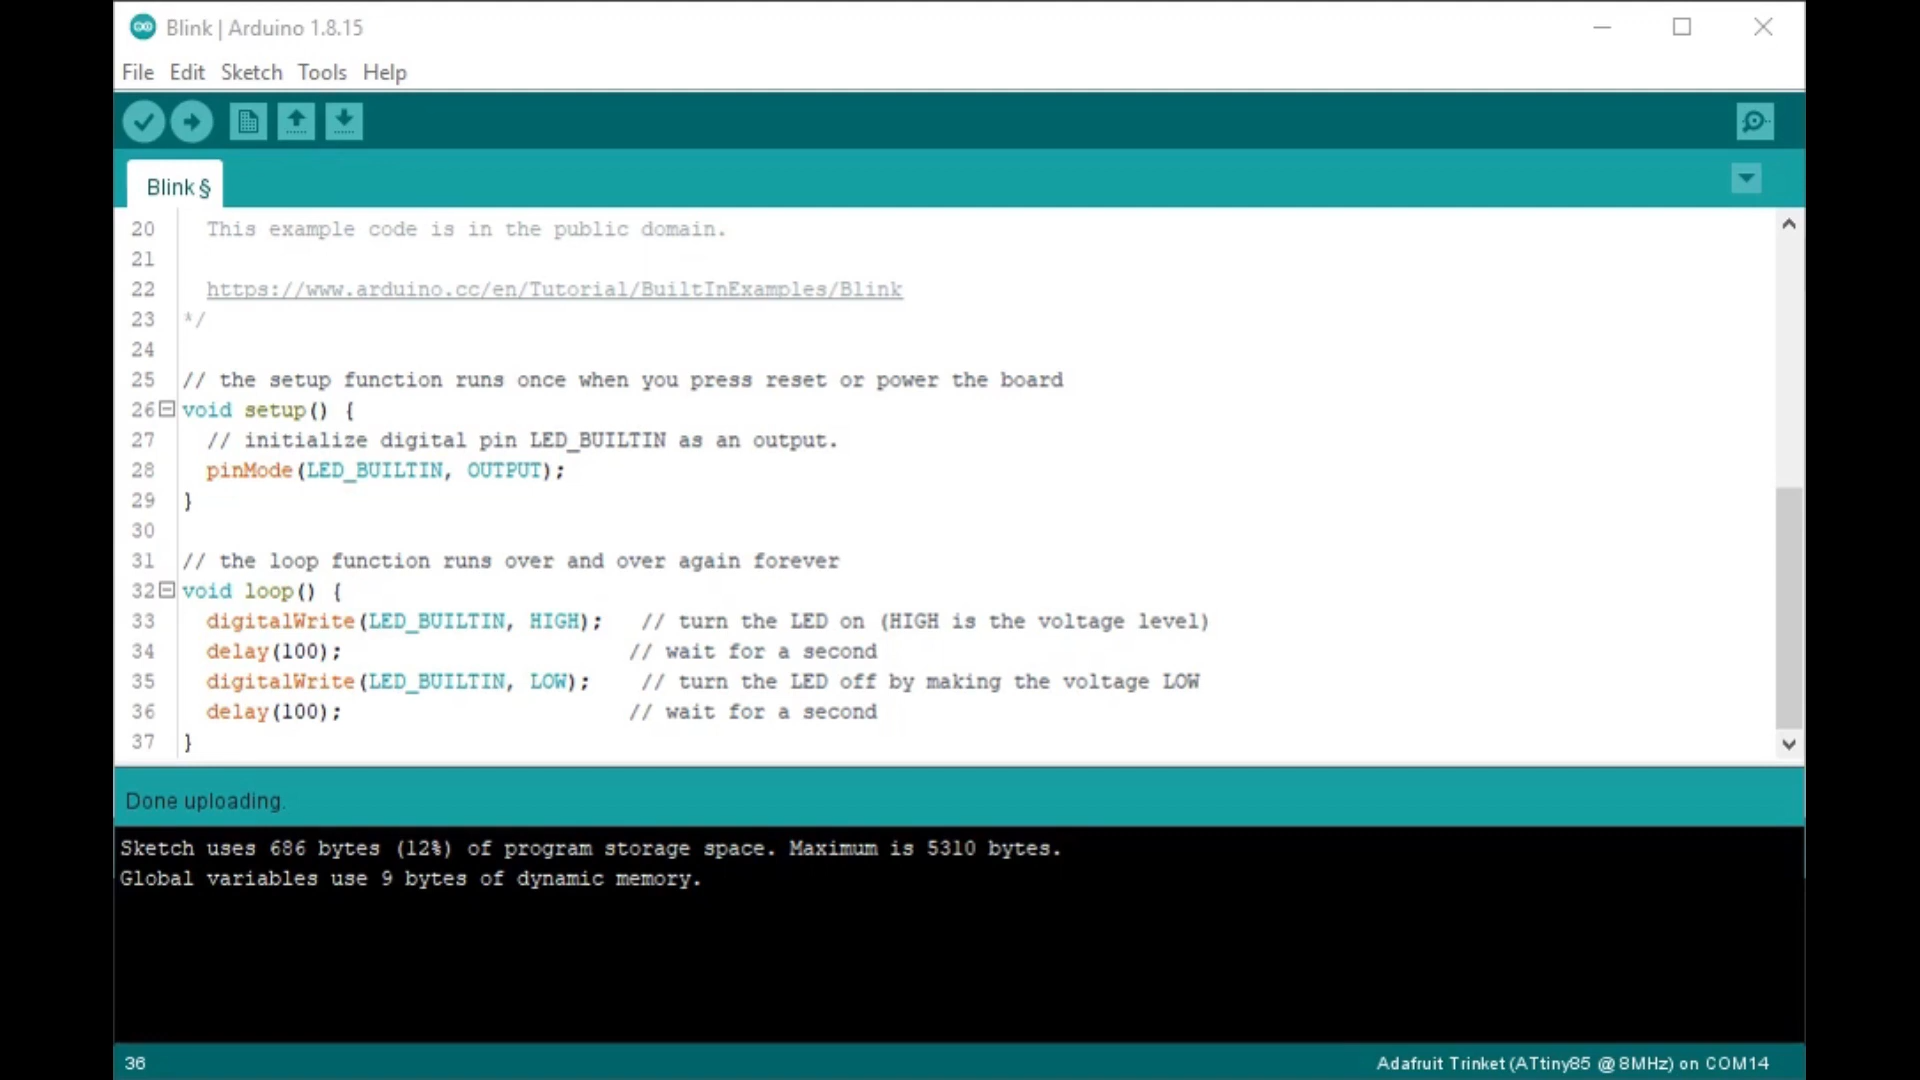 Blink | Arduino 1.8.15
File Edit Sketch Tools Help
Blink §
20 This example code is in the public domain.
21
22 https://www.arduino.cc/en/Tutorial/BuiltInExamples/Blink
23 */
24
25 // the setup function runs once when you press reset or power the board
26 void setup() {
27 // initialize digital pin LED_BUILTIN as an output.
28 pinMode(LED_BUILTIN, OUTPUT);
29 }
30
31 // the loop function runs over and over again forever
32 void loop() {
33 digitalWrite(LED_BUILTIN, HIGH); // turn the LED on (HIGH is the voltage level)
34 delay(100); // wait for a second
35 digitalWrite(LED_BUILTIN, LOW); // turn the LED off by making the voltage LOW
36 delay(100); // wait for a second
37 }
Done uploading.
Sketch uses 686 bytes (12%) of program storage space. Maximum is 5310 bytes.
Global variables use 9 bytes of dynamic memory.
36 Adafruit Trinket (ATtiny85 @ 8MHz) on COM14